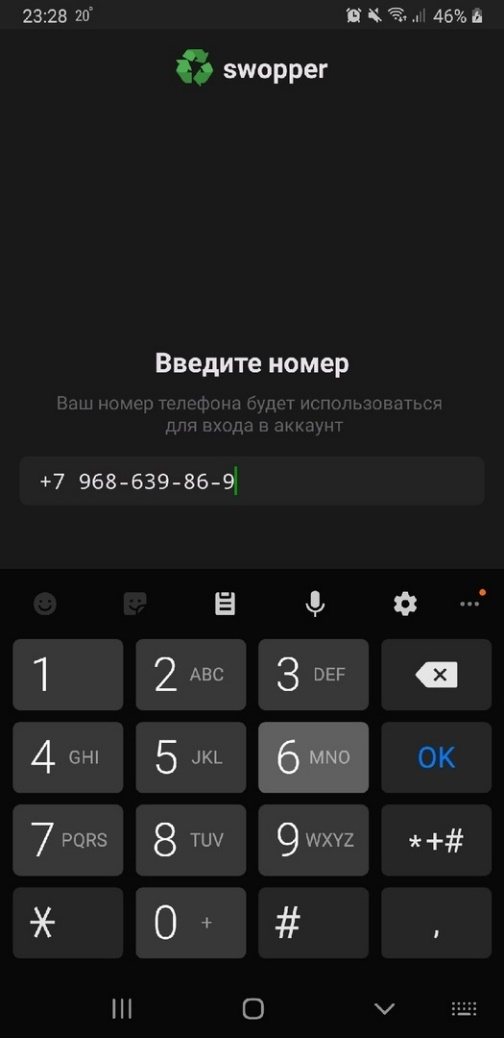 23:28 20°
46%
swopper
Введите номер
Ваш номер телефона будет использоваться
для входа в аккаунт
+7 968-639-86-9
1
2 ABC
3 DEF
4 GHI
5 JKL
6 MNO
OK
7 PQRS
8 TUV
9 WXYZ
*+#
*
0 +
#
,